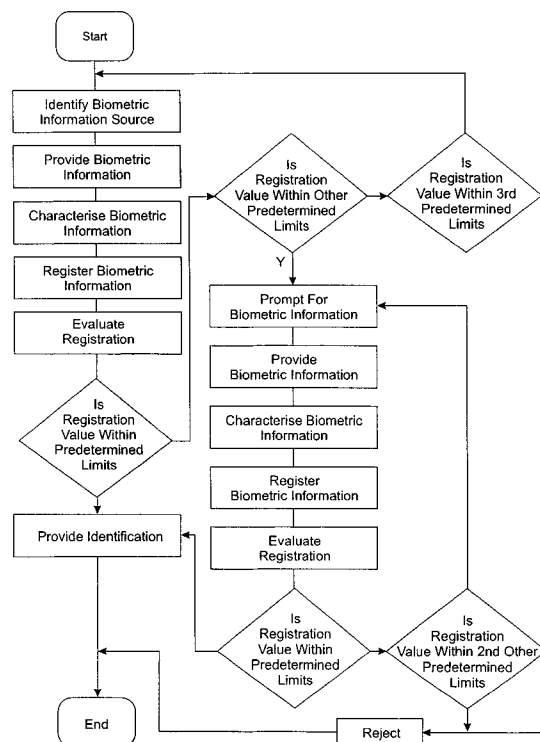 Start
Identify Biometric
Information Source
Provide Biometric
Information
Characterise Biometric
Information
Register Biometric
Information
Evaluate
Registration
Is
Registration
Value Within
Predetermined
Limits
Provide Identification
End
Is
Registration
Value Within Other
Predetermined
Limits
Y
Is
Registration
Value Within 3rd
Predetermined
Limits
Prompt For
Biometric Information
Provide
Biometric Information
Characterise Biometric
Information
Register
Biometric Information
Evaluate
Registration
Is
Registration
Value Within
Predetermined
Limits
Is
Registration
Value Within 2nd Other
Predetermined
Limits
Reject